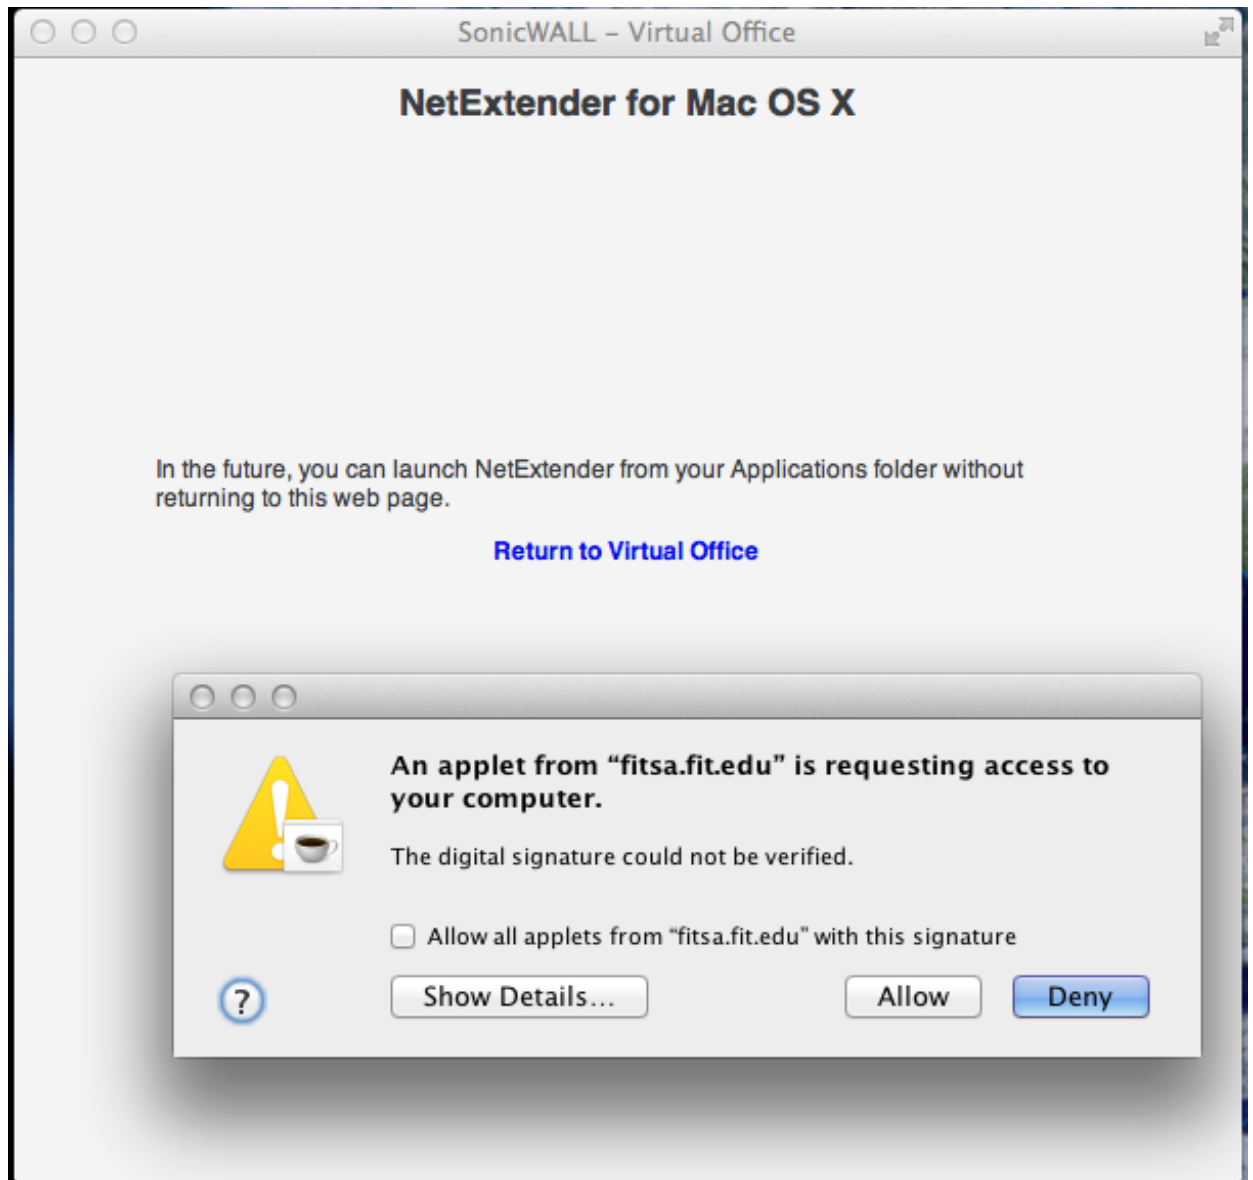 SonicWALL – Virtual Office
NetExtender for Mac OS X
In the future, you can launch NetExtender from your Applications folder without
returning to this web page.
Return to Virtual Office
An applet from “fitsa.fit.edu” is requesting access to
your computer.
The digital signature could not be verified.
Allow all applets from “fitsa.fit.edu” with this signature
?
Show Details...
Allow
Deny